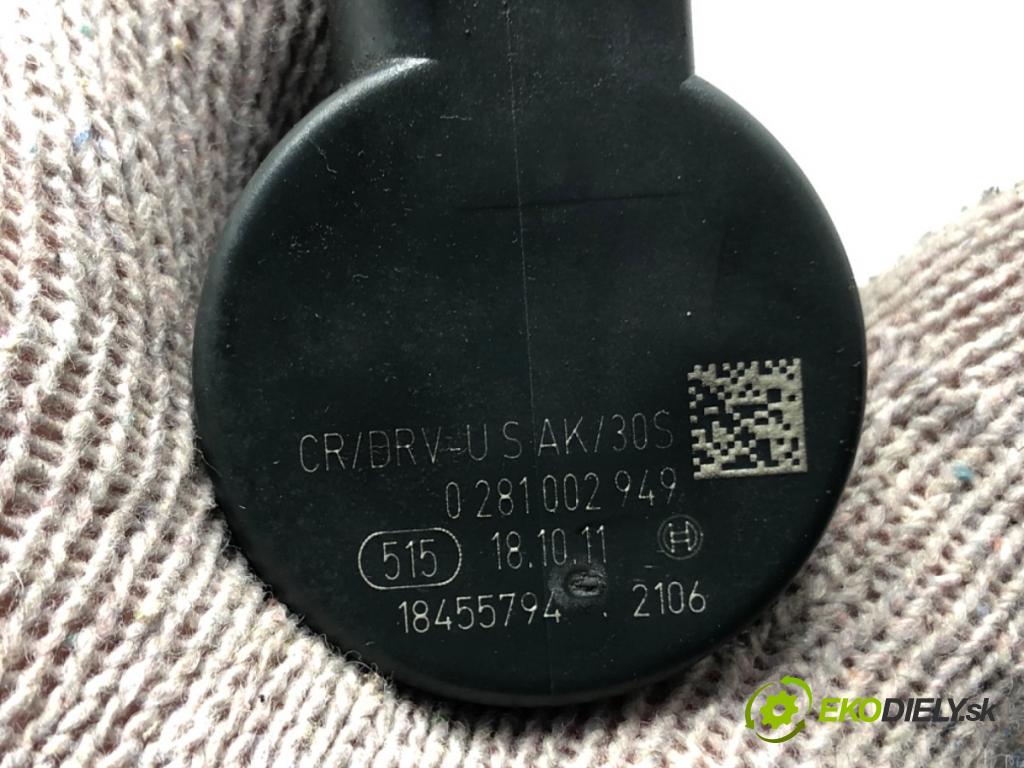 CR/DRV-U S AK/30S
0 281 002 949
515 18.10.11 H
18455794 . 2106
EKODIELY.sk